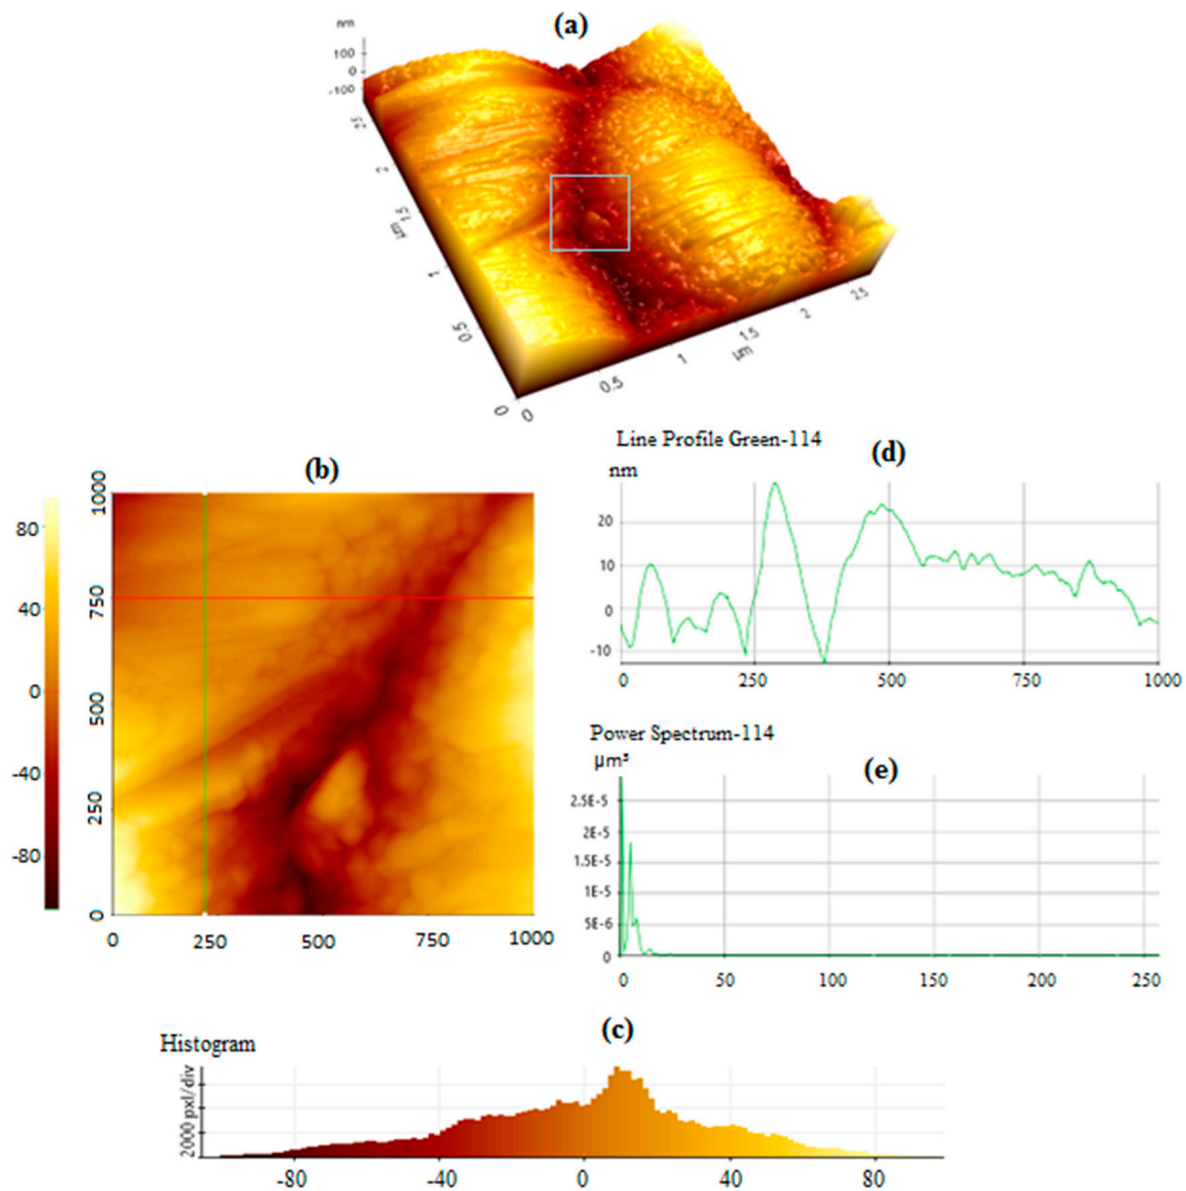 (a)
nm
100
0
-100
2.5
2
1.5
µm
1
0.5
0
0
0.5
1
1.5
µm
2
2.5
(b)
80
40
0
-40
-80
1000
750
500
250
0
0 250 500 750 1000
Line Profile Green-114
(d)
nm
20
10
0
-10
0 250 500 750 1000
Power Spectrum-114
µm³
(e)
2.5E-5
2E-5
1.5E-5
1E-5
5E-6
0
0 50 100 150 200 250
(c)
Histogram
2000 pxl/div
-80 -40 0 40 80